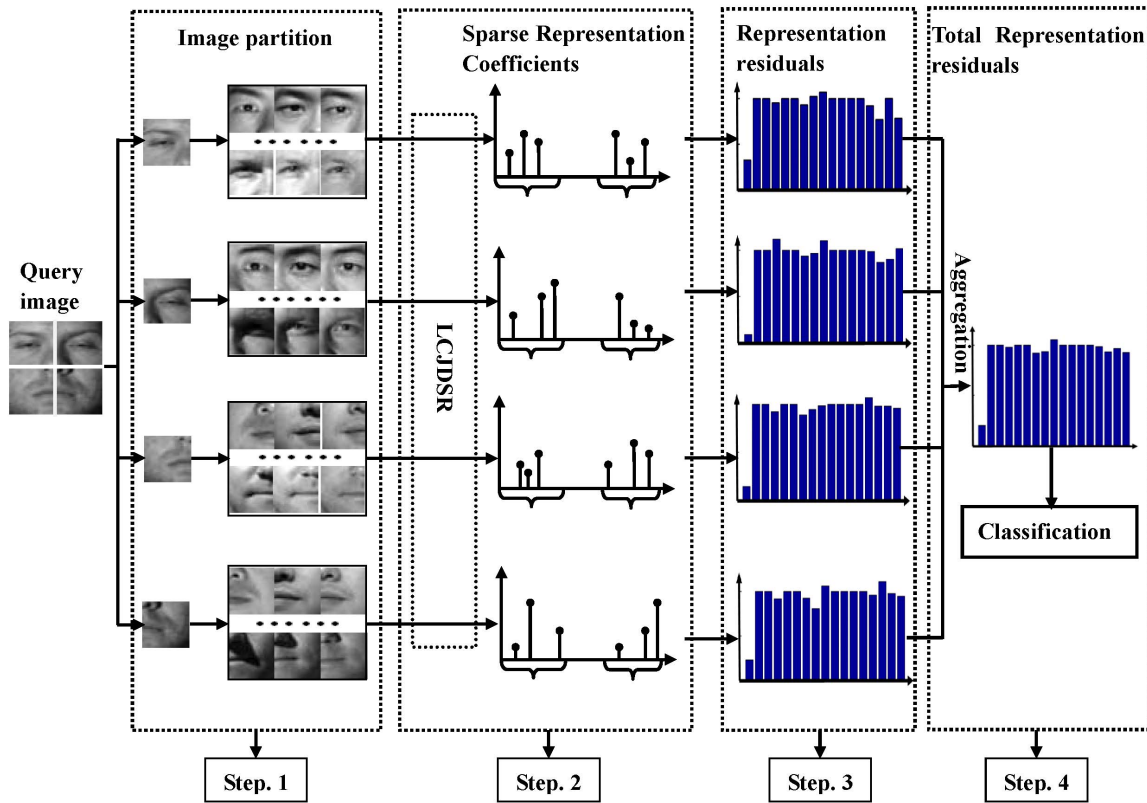 Image partition
Sparse Representation
Coefficients
Representation
residuals
Total Representation
residuals
Query
image
LCJDSR
Aggregation
Classification
Step. 1
Step. 2
Step. 3
Step. 4